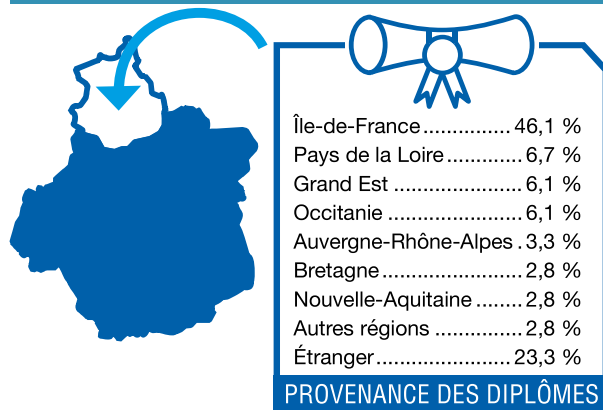 Île-de-France............... 46,1 %
Pays de la Loire............. 6,7 %
Grand Est ...................... 6,1 %
Occitanie ....................... 6,1 %
Auvergne-Rhône-Alpes . 3,3 %
Bretagne........................ 2,8 %
Nouvelle-Aquitaine ........ 2,8 %
Autres régions ............... 2,8 %
Étranger....................... 23,3 %
PROVENANCE DES DIPLÔMES